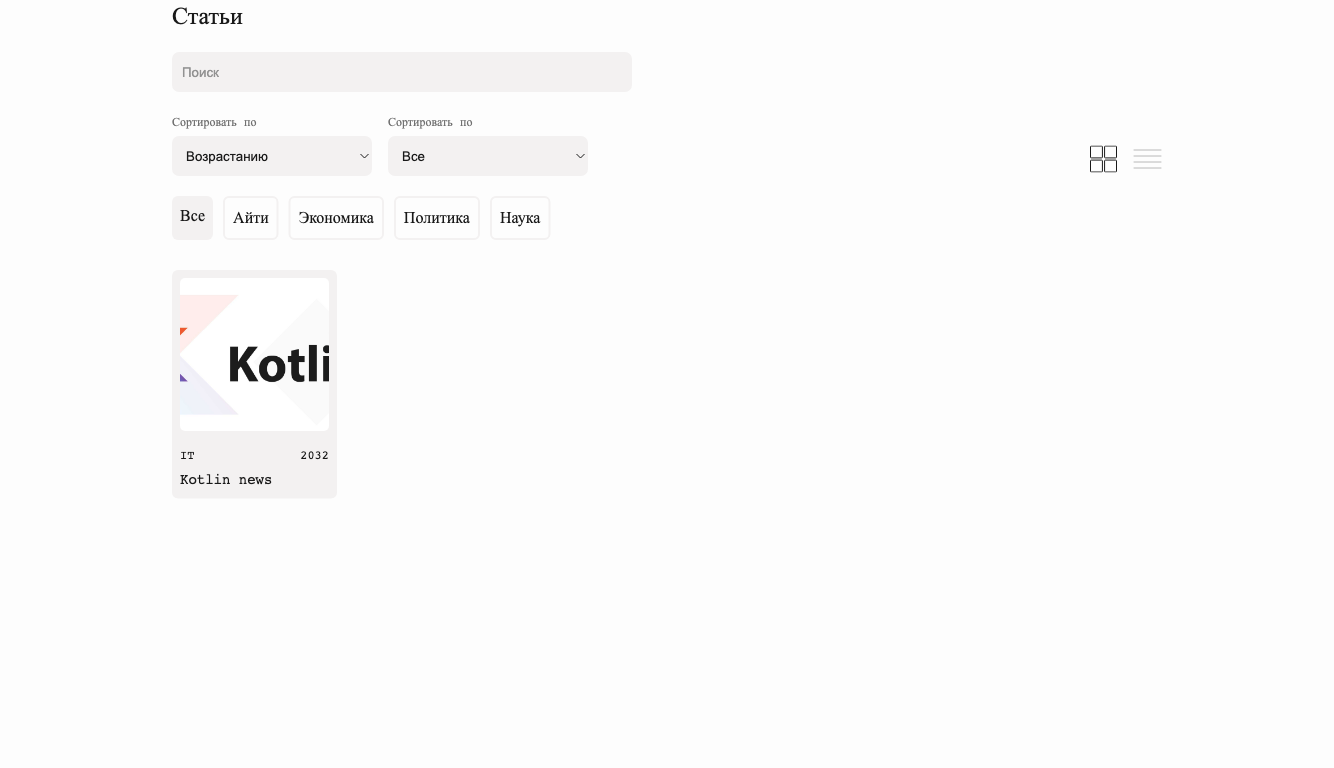 Статьи
Поиск
Сортировать по Сортировать по
Возрастанию Все
Все Айти Экономика Политика Наука
Kotli
IT 2032
Kotlin news